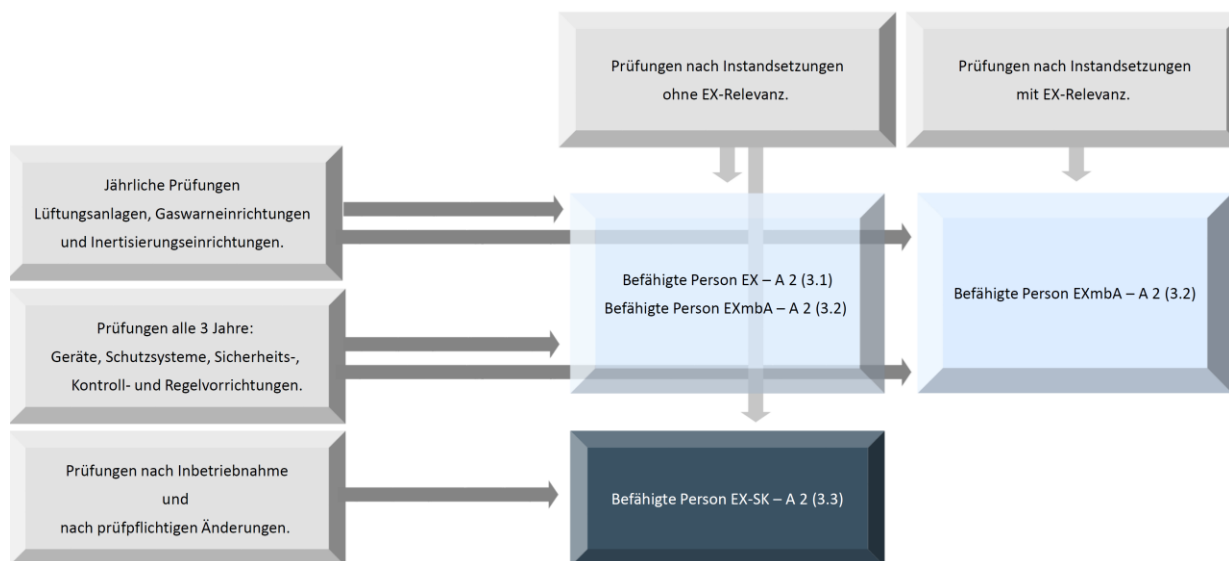 Prüfungen nach Instandsetzungen
ohne EX-Relevanz.
Prüfungen nach Instandsetzungen
mit EX-Relevanz.
Jährliche Prüfungen
Lüftungsanlagen, Gaswarneinrichtungen
und Inertisierungseinrichtungen.
Befähigte Person EX – A 2 (3.1)
Befähigte Person EXmbA – A 2 (3.2)
Befähigte Person EXmbA – A 2 (3.2)
Prüfungen alle 3 Jahre:
Geräte, Schutzsysteme, Sicherheits-,
Kontroll- und Regelvorrichtungen.
Prüfungen nach Inbetriebnahme
und
nach prüfpflichtigen Änderungen.
Befähigte Person EX-SK – A 2 (3.3)